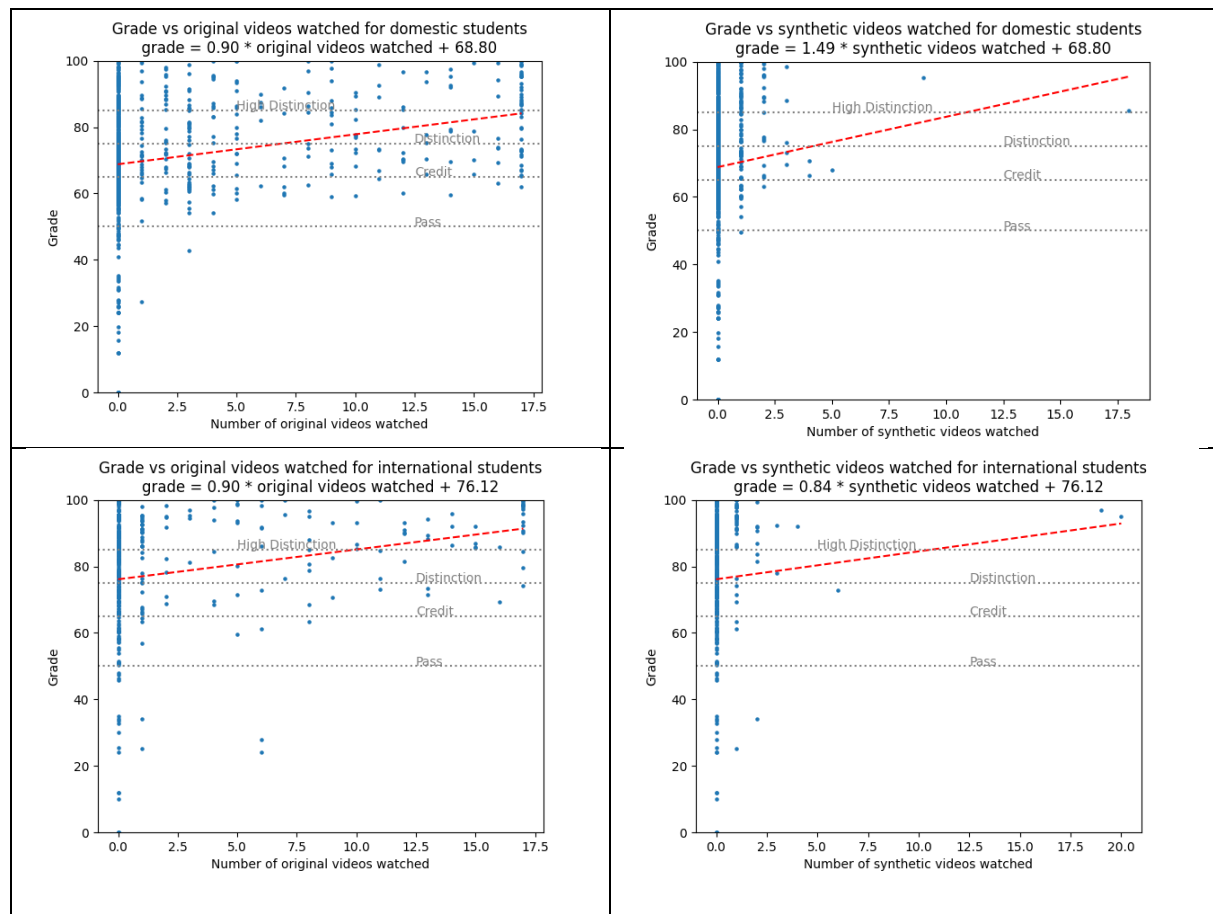 Grade vs original videos watched for domestic students
grade = 0.90 * original videos watched + 68.80
100
80
60
40
20
0
Grade
High Distinction
Distinction
Credit
Pass
0.0 2.5 5.0 7.5 10.0 12.5 15.0 17.5
Number of original videos watched
Grade vs synthetic videos watched for domestic students
grade = 1.49 * synthetic videos watched + 68.80
100
80
60
40
20
0
Grade
High Distinction
Distinction
Credit
Pass
0.0 2.5 5.0 7.5 10.0 12.5 15.0 17.5
Number of synthetic videos watched
Grade vs original videos watched for international students
grade = 0.90 * original videos watched + 76.12
100
80
60
40
20
0
Grade
High Distinction
Distinction
Credit
Pass
0.0 2.5 5.0 7.5 10.0 12.5 15.0 17.5
Number of original videos watched
Grade vs synthetic videos watched for international students
grade = 0.84 * synthetic videos watched + 76.12
100
80
60
40
20
0
Grade
High Distinction
Distinction
Credit
Pass
0.0 2.5 5.0 7.5 10.0 12.5 15.0 17.5 20.0
Number of synthetic videos watched